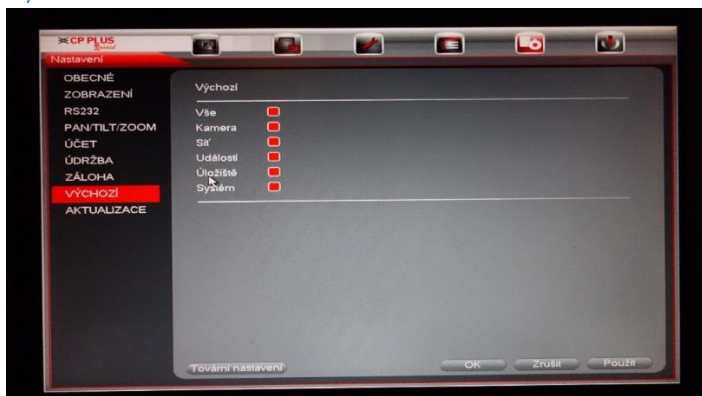 CP PLUS
Nastavení
OBECNÉ
ZOBRAZENÍ
RS232
PAN/TILT/ZOOM
ÚČET
ÚDRŽBA
ZÁLOHA
VÝCHOZÍ
AKTUALIZACE
Výchozí
Vše
Kamera
Síť
Události
Úložiště
Systém
Tovární nastavení
OK
Zrušit
Použít